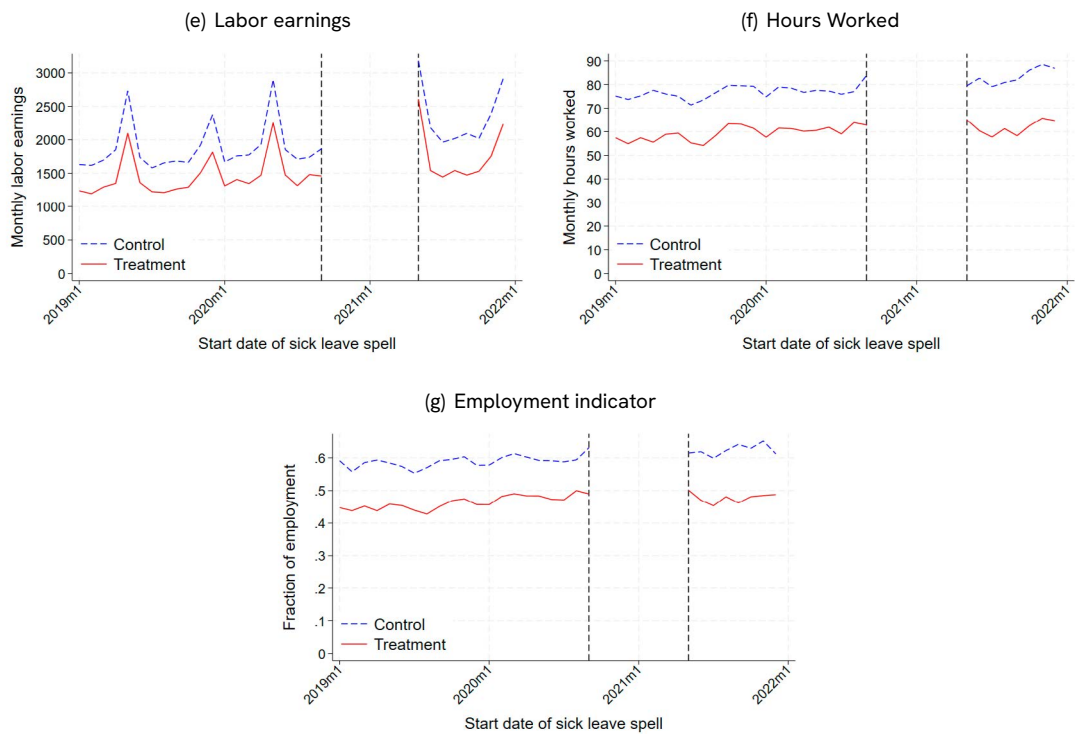 (e) Labor earnings
Monthly labor earnings
3000
2500
2000
1500
1000
500
0
Control
Treatment
2019m1
2020m1
2021m1
2022m1
Start date of sick leave spell
(f) Hours Worked
Monthly hours worked
90
80
70
60
50
40
30
20
10
0
Control
Treatment
2019m1
2020m1
2021m1
2022m1
Start date of sick leave spell
(g) Employment indicator
Fraction of employment
.6
.5
.4
.3
.2
.1
0
Control
Treatment
2019m1
2020m1
2021m1
2022m1
Start date of sick leave spell